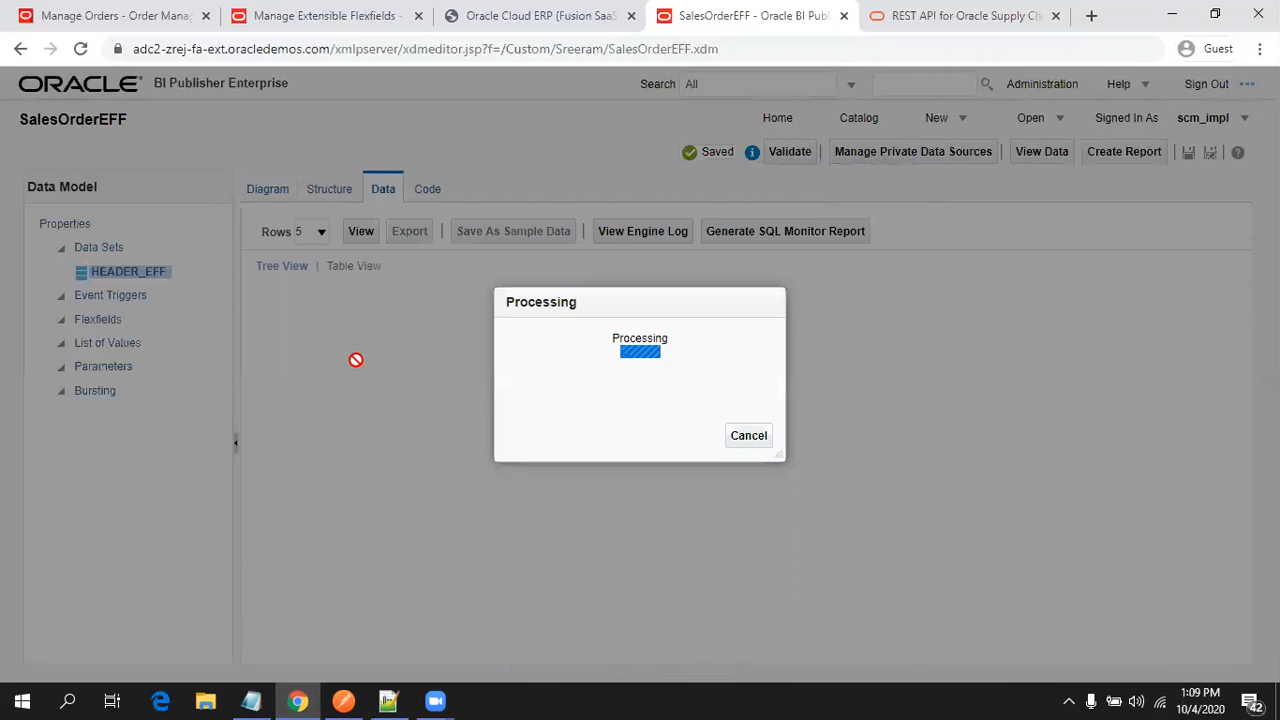 Manage Orders - Order Manag
Manage Extensible Flexfields
Oracle Cloud ERP (Fusion SaaS
SalesOrderEFF - Oracle BI Publ
REST API for Oracle Supply Ch
adc2-zrej-fa-ext.oracledemos.com/xmlpserver/xdmeditor.jsp?f=/Custom/Sreeram/SalesOrderEFF.xdm
Guest
ORACLE BI Publisher Enterprise
Search All
Administration
Help
Sign Out
SalesOrderEFF
Home
Catalog
New
Open
Signed In As scm_impl
Saved
Validate
Manage Private Data Sources
View Data
Create Report
Data Model
Diagram
Structure
Data
Code
Properties
Data Sets
HEADER_EFF
Event Triggers
Flexfields
List of Values
Parameters
Bursting
Rows 5
View
Export
Save As Sample Data
View Engine Log
Generate SQL Monitor Report
Tree View | Table View
Processing
Processing
Cancel
1:09 PM
10/4/2020
42